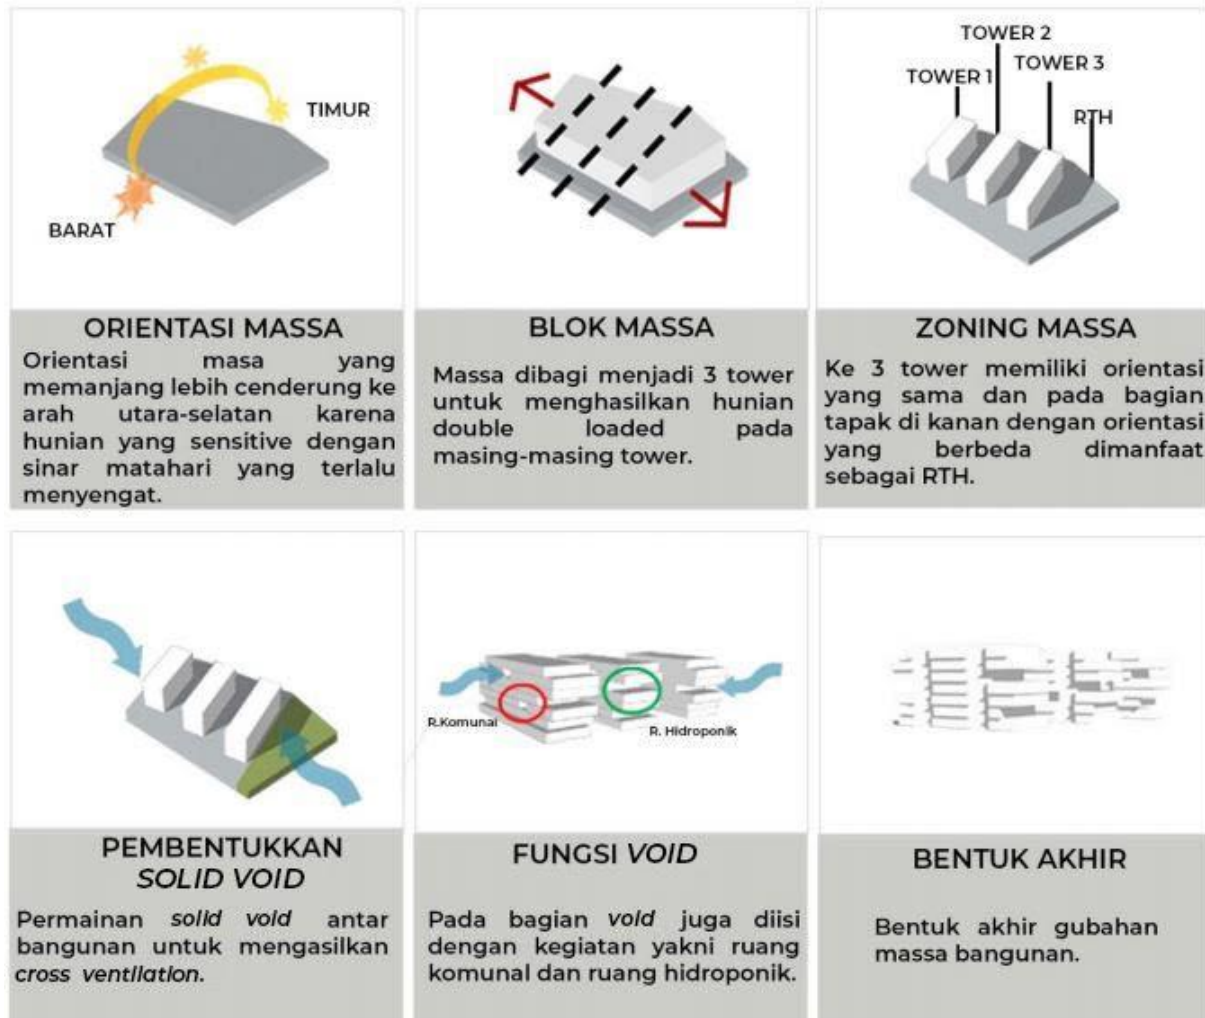 TIMUR
BARAT
ORIENTASI MASSA
Orientasi masa yang
memanjang lebih cenderung ke
arah utara-selatan karena
hunian yang sensitive dengan
sinar matahari yang terlalu
menyengat.
BLOK MASSA
Massa dibagi menjadi 3 tower
untuk menghasilkan hunian
double loaded pada
masing-masing tower.
TOWER 2
TOWER 1
TOWER 3
RTH
ZONING MASSA
Ke 3 tower memiliki orientasi
yang sama dan pada bagian
tapak di kanan dengan orientasi
yang berbeda dimanfaat
sebagai RTH.
PEMBENTUKKAN
SOLID VOID
Permainan solid void antar
bangunan untuk mengasilkan
cross ventilation.
R.Komunal
R. Hidroponik
FUNGSI VOID
Pada bagian void juga diisi
dengan kegiatan yakni ruang
komunal dan ruang hidroponik.
BENTUK AKHIR
Bentuk akhir gubahan
massa bangunan.